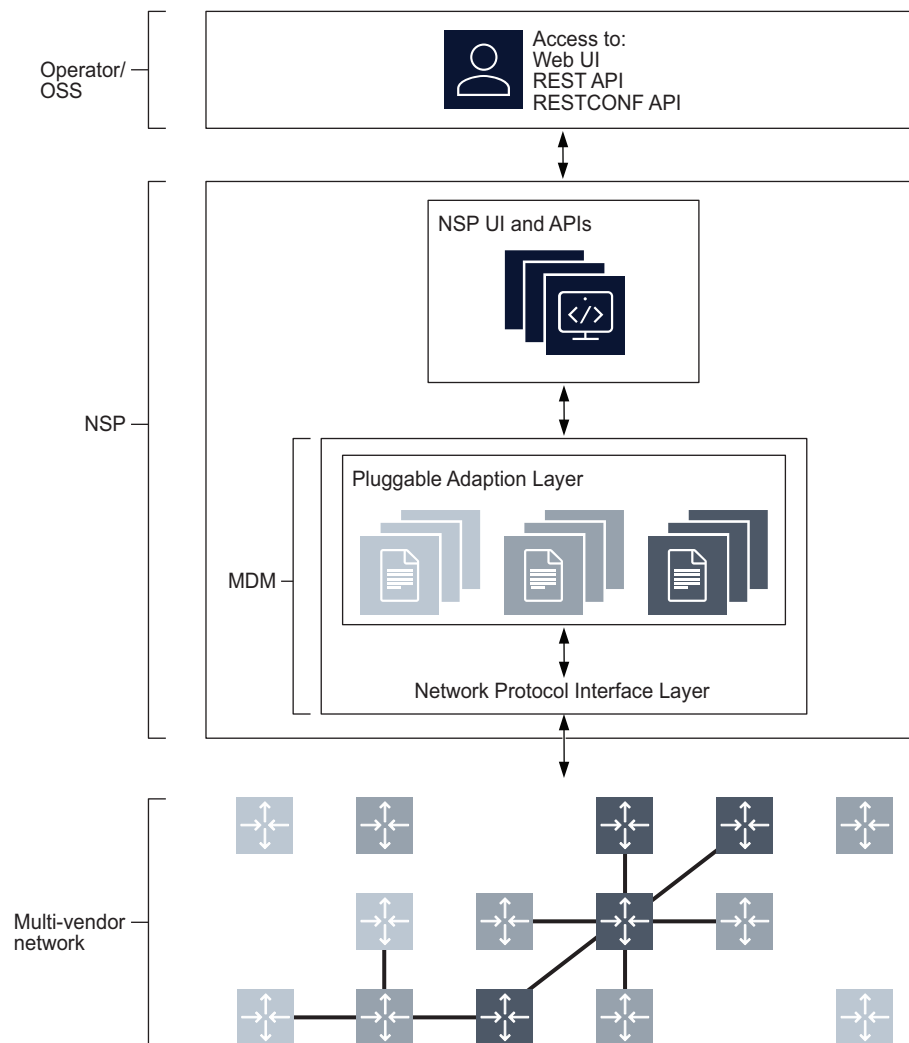 Operator/
OSS
Access to:
Web UI
REST API
RESTCONF API
NSP UI and APIs
</>
NSP
Pluggable Adaption Layer
MDM
Network Protocol Interface Layer
Multi-vendor
network